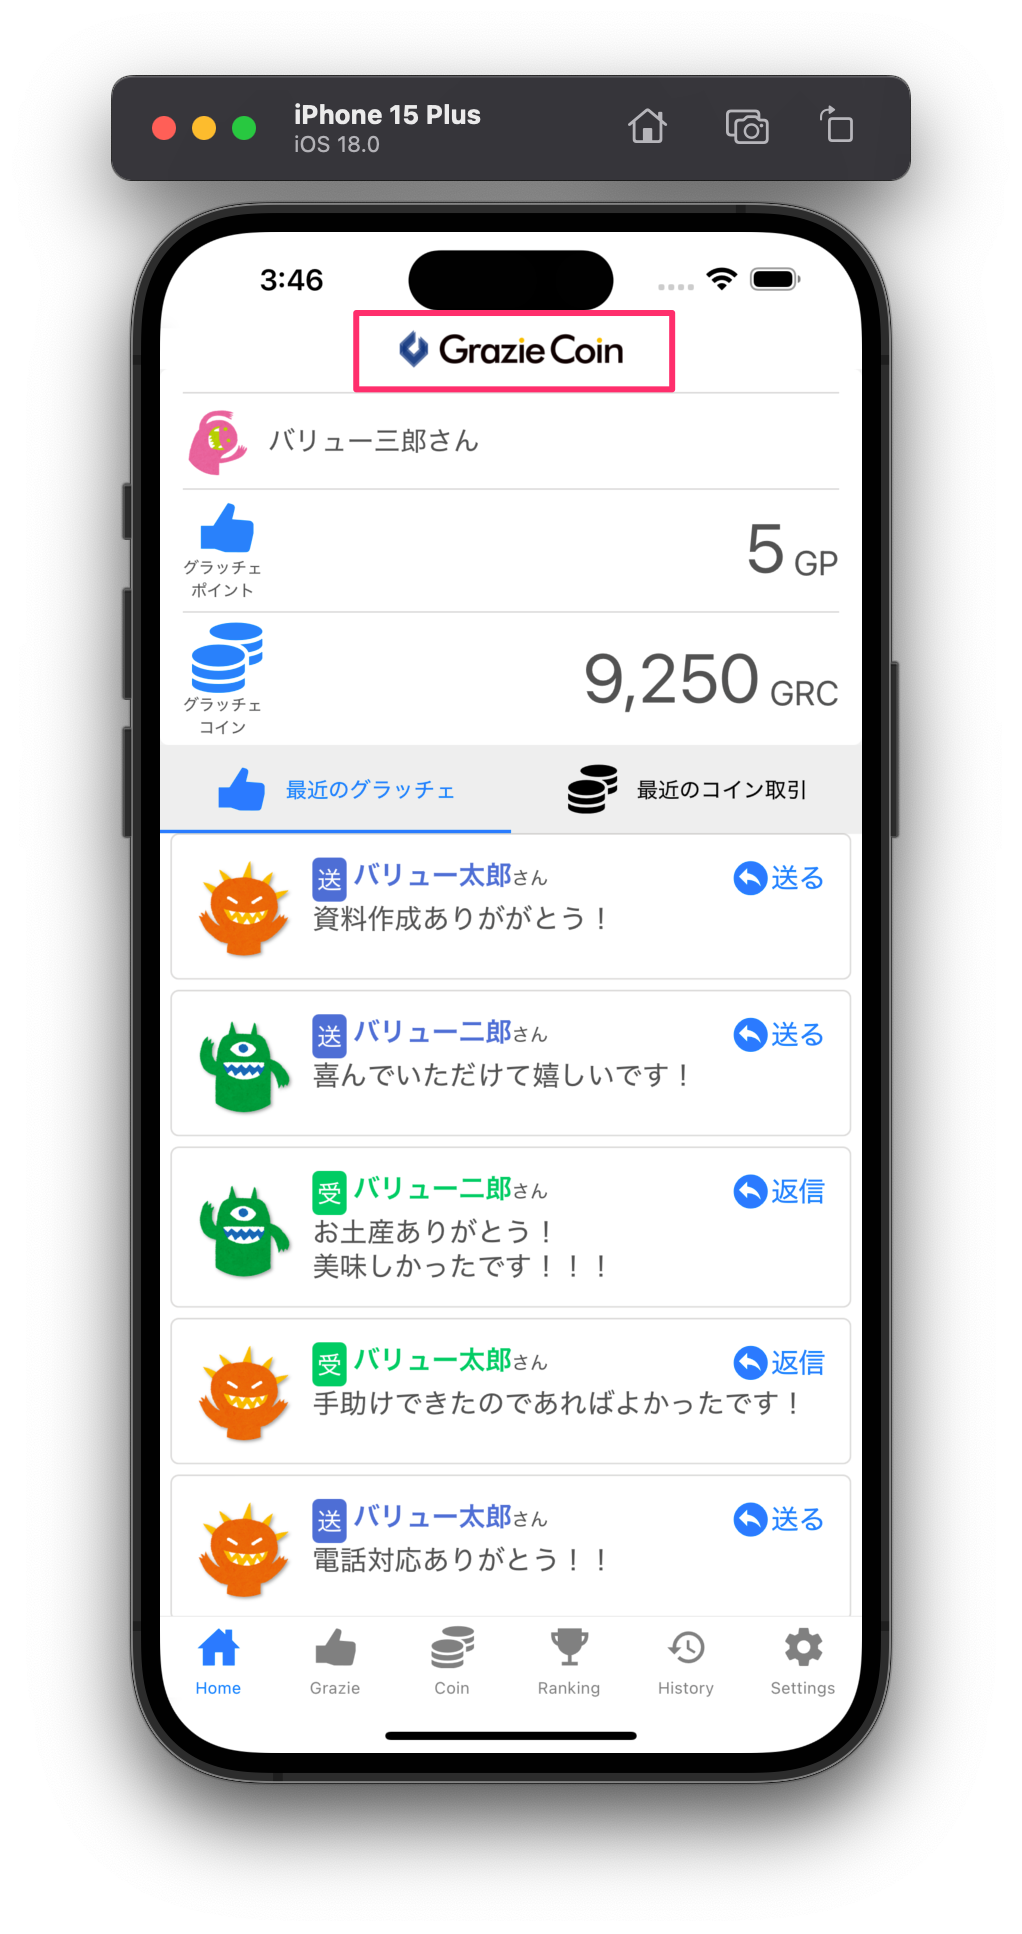 iPhone 15 Plus
iOS 18.0
3:46
Grazie Coin
バリュー三郎さん
グラッチェ
ポイント
5 GP
グラッチェ
コイン
9,250 GRC
最近のグラッチェ
最近のコイン取引
送 バリュー太郎さん
送る
資料作成ありががとう！
送 バリュー二郎さん
送る
喜んでいただけて嬉しいです！
受 バリュー二郎さん
返信
お土産ありがとう！
美味しかったです！！！
受 バリュー太郎さん
返信
手助けできたのであればよかったです！
送 バリュー太郎さん
送る
電話対応ありがとう！！
Home
Grazie
Coin
Ranking
History
Settings